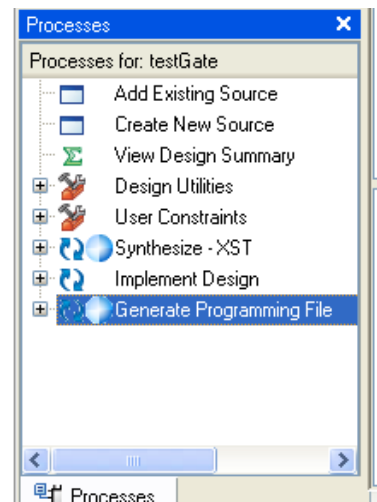 Processes
Processes for: testGate
Add Existing Source
Create New Source
View Design Summary
Design Utilities
User Constraints
Synthesize - XST
Implement Design
Generate Programming File
Processes